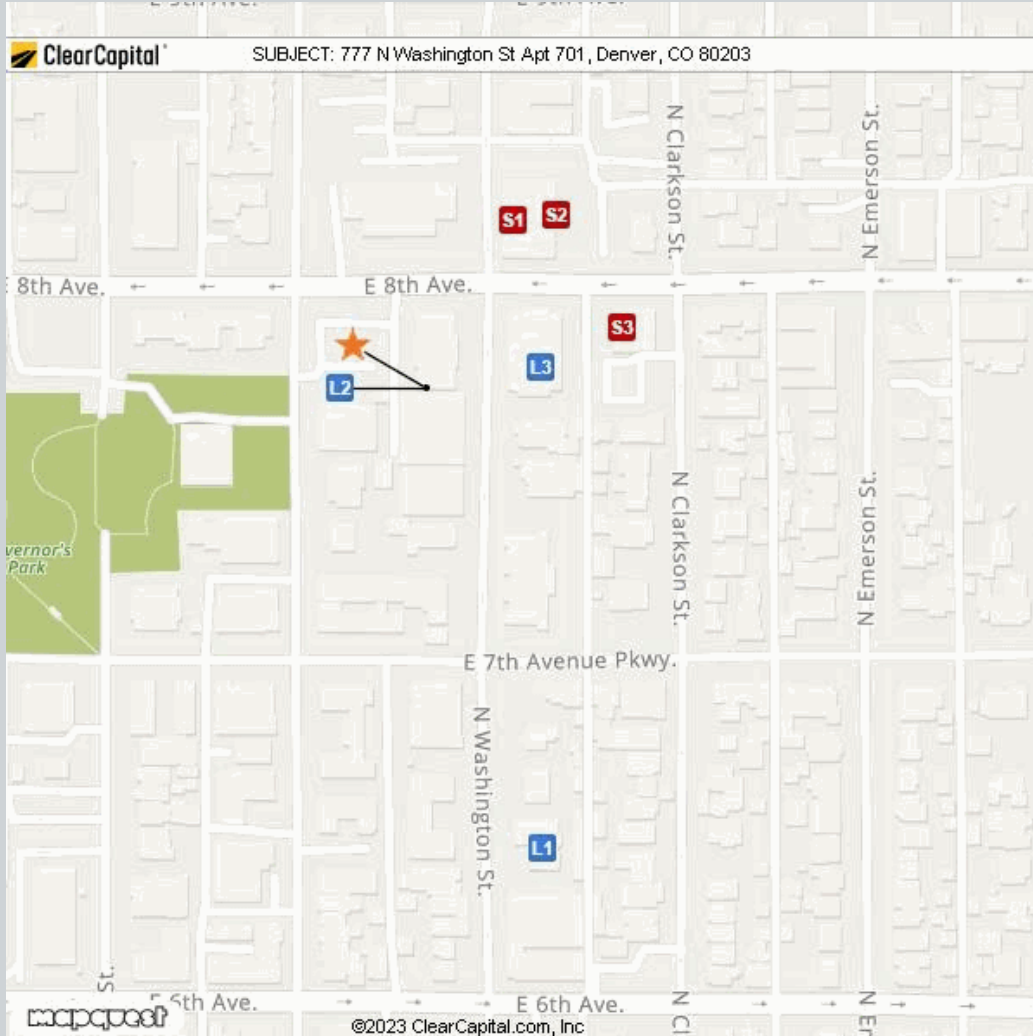 ClearCapital
SUBJECT: 777 N Washington St Apt 701, Denver, CO 80203
N Clarkson St.
N Emerson St.
S1
S2
E 8th Ave.
8th Ave.
S3
L3
L2
N Clarkson St.
N Emerson St.
vernor's
Park
E 7th Avenue Pkwy.
N Washington St.
L1
St.
6th Ave.
E 6th Ave.
mapquest
©2023 ClearCapital.com, Inc